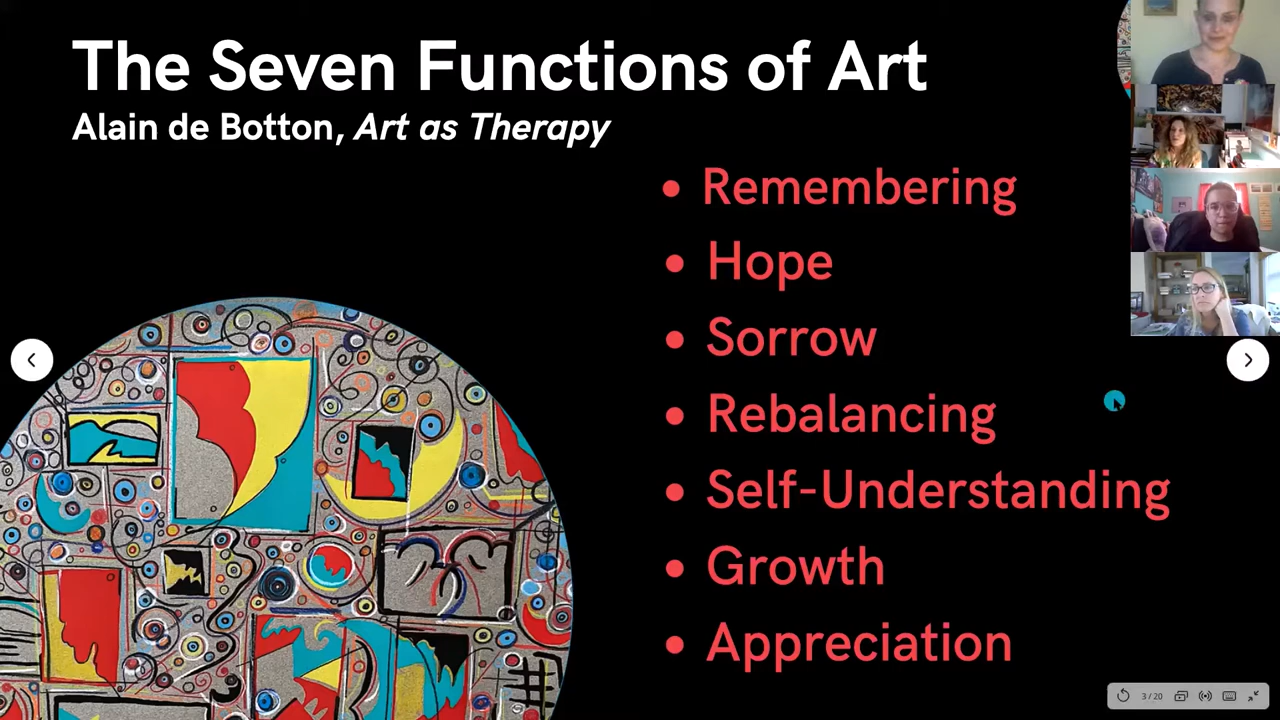 The Seven Functions of Art
Alain de Botton, Art as Therapy
• Remembering
• Hope
• Sorrow
• Rebalancing
• Self-Understanding
• Growth
• Appreciation
3 / 20